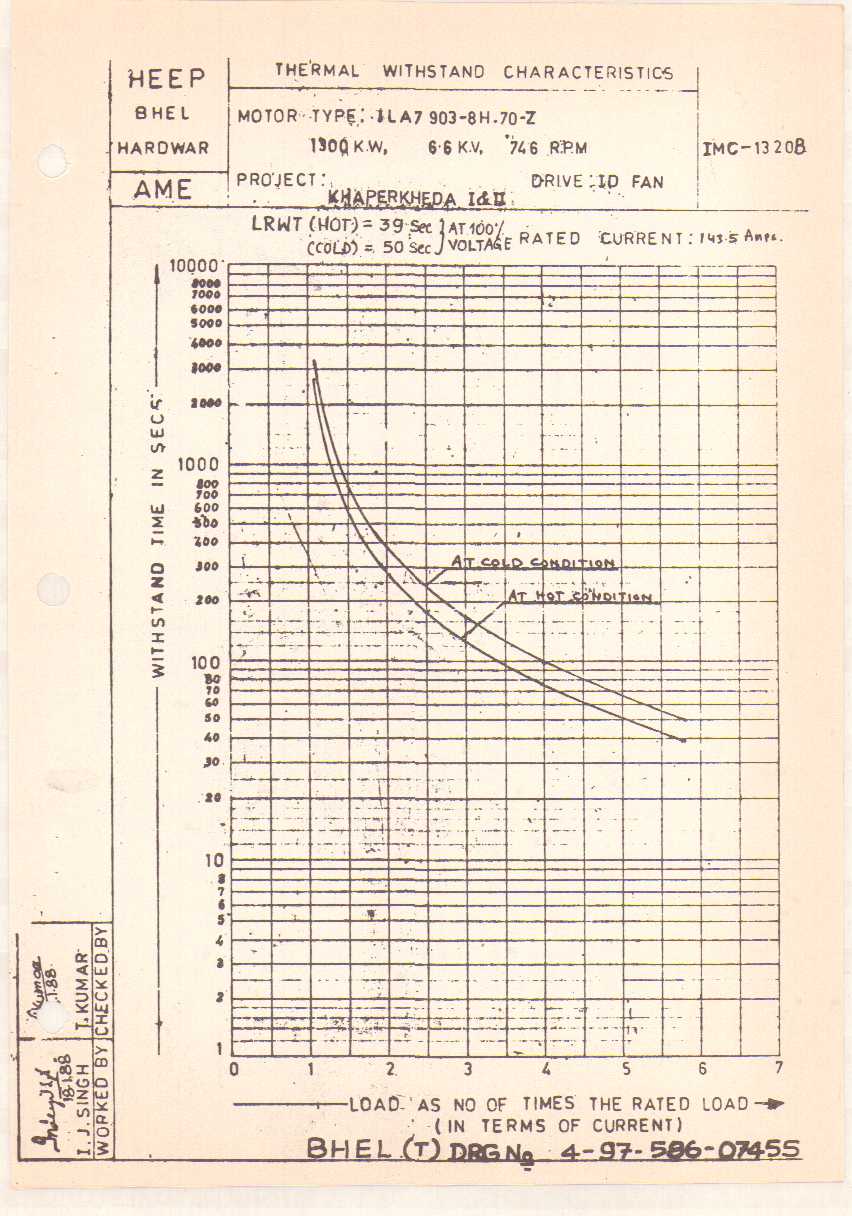 HEEP
BHEL
HARDWAR
AME
THERMAL WITHSTAND CHARACTERISTICS
MOTOR TYPE: 1LA7 903-8H.70-Z
1300 K.W, 6.6 K.V, 746 R.P.M
IMC-1320B
PROJECT: DRIVE: ID FAN
KHAPERKHEDA I & II
LRWT (HOT) = 39 Sec } AT 100%
(COLD) = 50 Sec } VOLTAGE
RATED CURRENT: 143.5 Amps.
WITHSTAND TIME IN SECS
10000
8000
7000
6000
5000
4000
3000
2000
1000
800
700
600
500
400
300
200
100
80
70
60
50
40
30
20
10
8
7
6
5
4
3
2
1
AT COLD CONDITION
AT HOT CONDITION
0 1 2 3 4 5 6 7
LOAD AS NO OF TIMES THE RATED LOAD
(IN TERMS OF CURRENT)
BHEL (T) DRG No 4-97-586-07455
Kumar
1.88
T. KUMAR
CHECKED BY
18.1.88
I. J. SINGH
WORKED BY